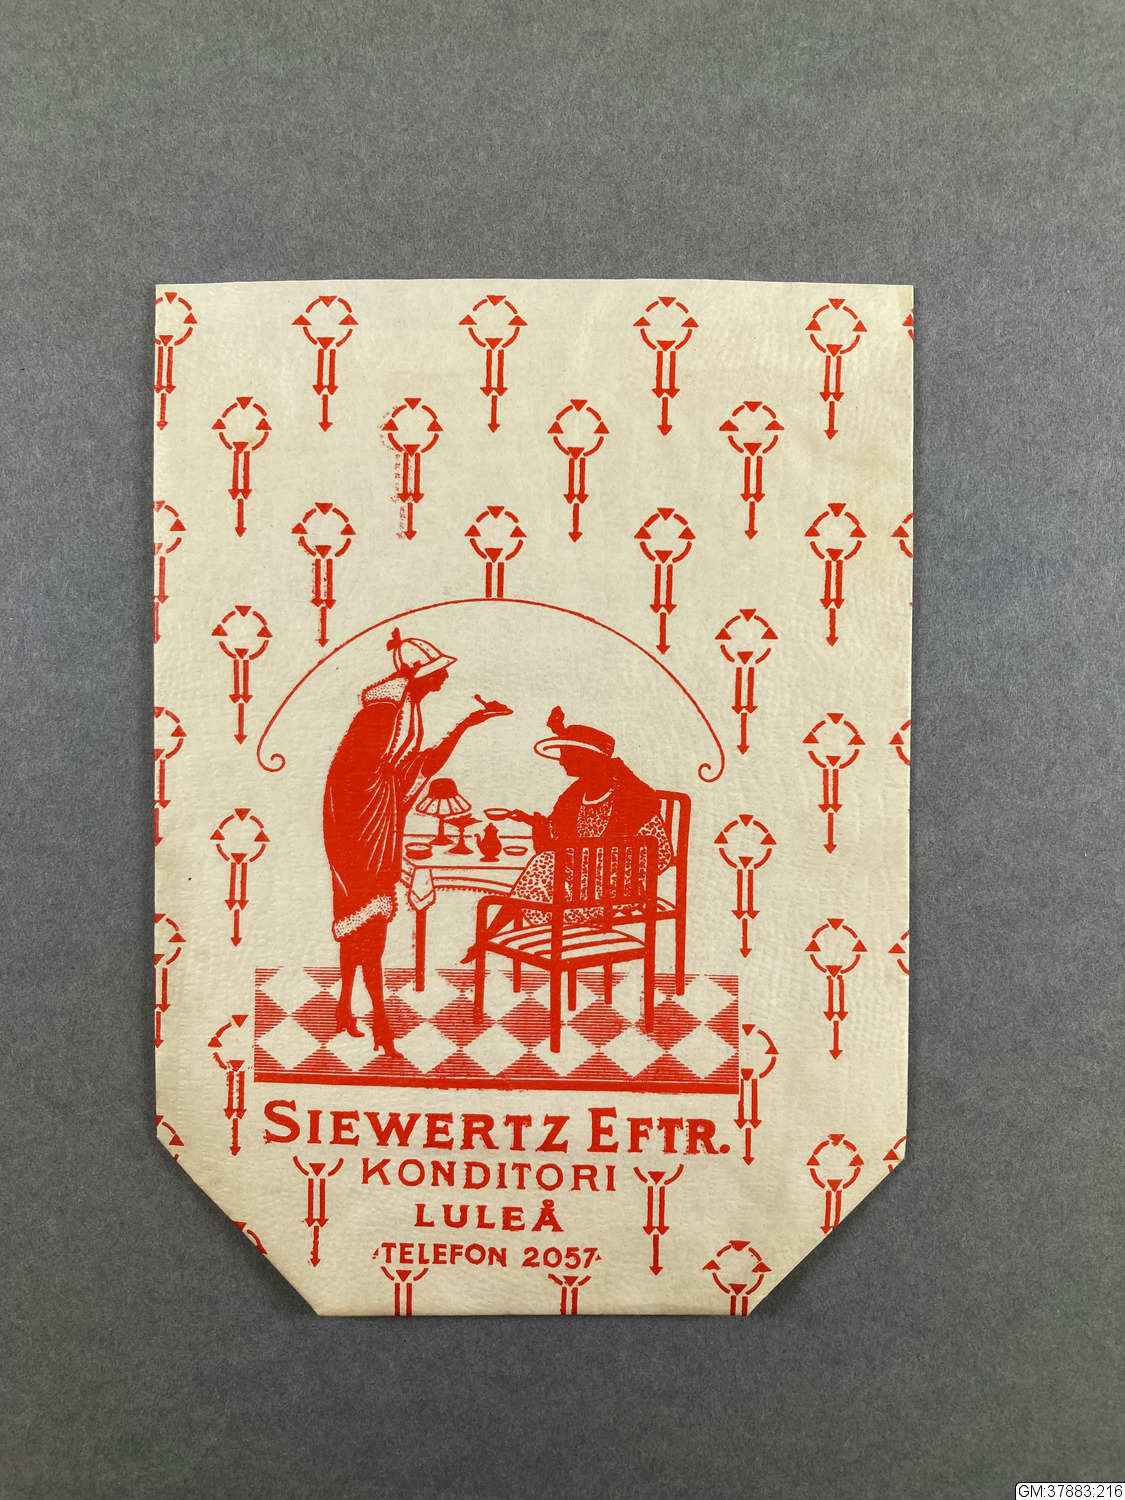 SIEWERTZ EFTR.
KONDITORI
LULEÅ
TELEFON 2057
GM:37883:216